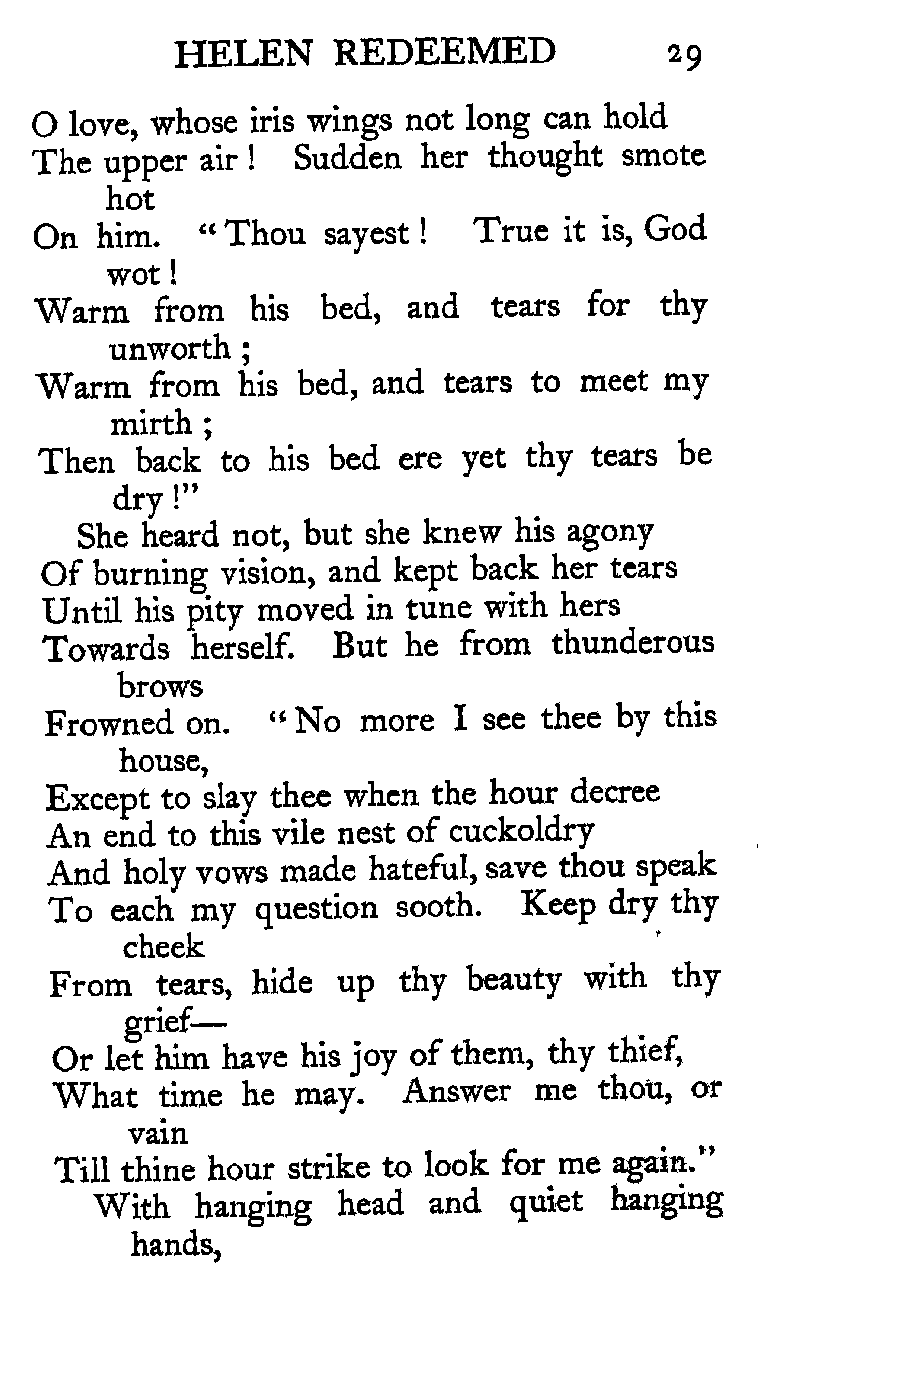 HELEN REDEEMED 29
O love, whose iris wings not long can hold
The upper air ! Sudden her thought smote
hot
On him. “ Thou sayest ! True it is, God
wot !
Warm from his bed, and tears for thy
unworth ;
Warm from his bed, and tears to meet my
mirth ;
Then back to his bed ere yet thy tears be
dry !”
She heard not, but she knew his agony
Of burning vision, and kept back her tears
Until his pity moved in tune with hers
Towards herself. But he from thunderous
brows
Frowned on. “ No more I see thee by this
house,
Except to slay thee when the hour decree
An end to this vile nest of cuckoldry
And holy vows made hateful, save thou speak
To each my question sooth. Keep dry thy
cheek
From tears, hide up thy beauty with thy
grief—
Or let him have his joy of them, thy thief,
What time he may. Answer me thou, or
vain
Till thine hour strike to look for me again.”
With hanging head and quiet hanging
hands,